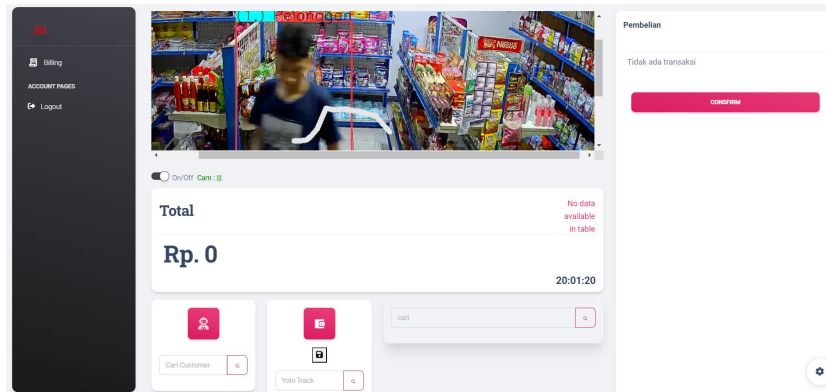 Billing
ACCOUNT PAGES
Logout
NESTLE
On/Off Cam : |||
Total
No data
available
in table
Rp. 0
20:01:20
Cari Customer
Yolo Track
cari
Pembelian
Tidak ada transaksi
CONSFIRM